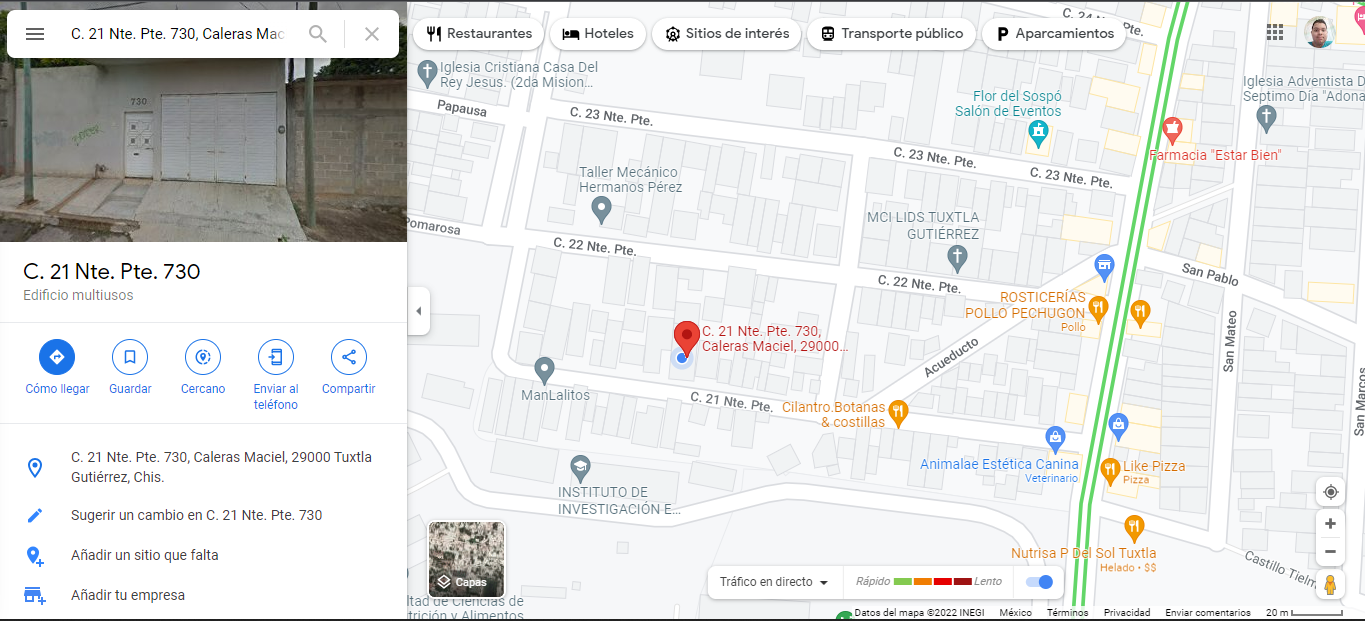 C. 21 Nte. Pte. 730, Caleras Mac
730
C. 21 Nte. Pte. 730
Edificio multiusos
Cómo llegar
Guardar
Cercano
Enviar al
teléfono
Compartir
C. 21 Nte. Pte. 730, Caleras Maciel, 29000 Tuxtla
Gutiérrez, Chis.
Sugerir un cambio en C. 21 Nte. Pte. 730
Añadir un sitio que falta
Añadir tu empresa
Restaurantes
Hoteles
Sitios de interés
Transporte público
Aparcamientos
C. 24 Nte. Pte.
Iglesia Cristiana Casa Del
Rey Jesus. (2da Mision...
Papausa
C. 23 Nte. Pte.
Flor del Sospó
Salón de Eventos
Iglesia Adventista D
Septimo Día "Adona
Farmacia "Estar Bien"
C. 23 Nte. Pte.
C. 23 Nte. Pte.
Taller Mecánico
Hermanos Pérez
Pomarosa
MCI LIDS TUXTLA
GUTIÉRREZ
C. 22 Nte. Pte.
C. 22 Nte. Pte.
San Pablo
ROSTICERÍAS
POLLO PECHUGON
Pollo
San Mateo
C. 21 Nte. Pte. 730,
Caleras Maciel, 29000...
Acueducto
ManLalitos
C. 21 Nte. Pte.
Cilantro.Botanas
& costillas
San Marcos
Animalae Estética Canina
Veterinario
Like Pizza
Pizza
INSTITUTO DE
INVESTIGACIÓN E...
Nutrisa P Del Sol Tuxtla
Helado • $$
Castillo Tielm
Capas
Tráfico en directo
Rápido
Lento
ltad de Ciencias de
trición y Alimentos
Datos del mapa ©2022 INEGI
México
Términos
Privacidad
Enviar comentarios
20 m